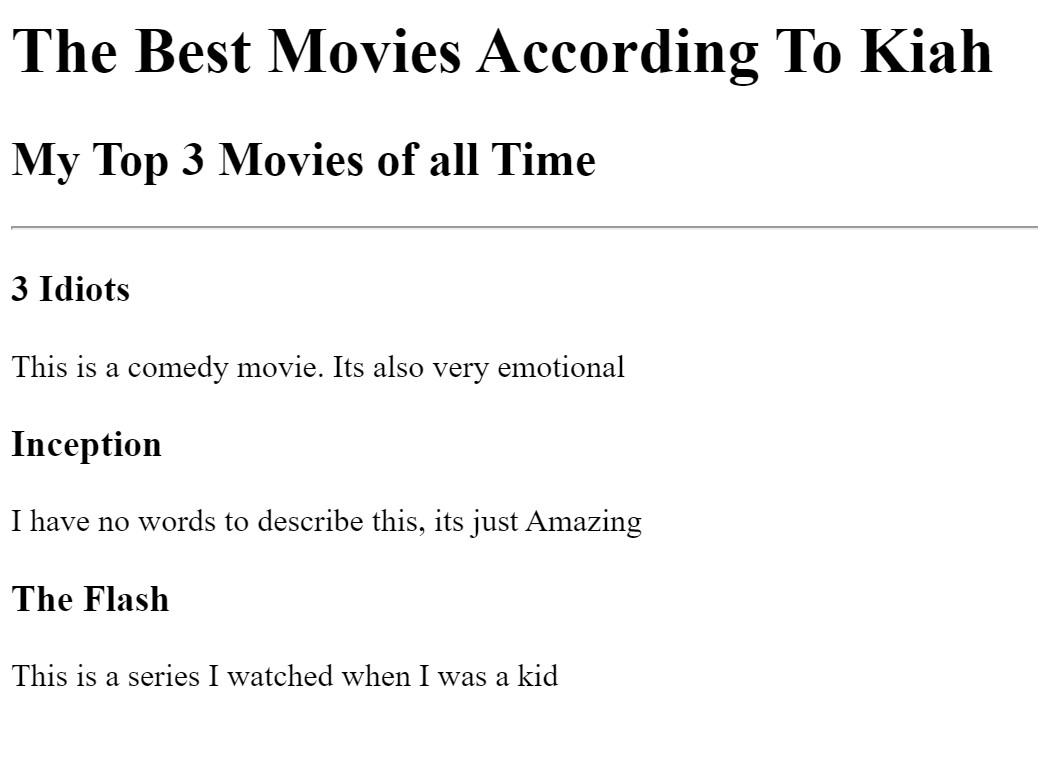 The Best Movies According To Kiah
My Top 3 Movies of all Time
3 Idiots
This is a comedy movie. Its also very emotional
Inception
I have no words to describe this, its just Amazing
The Flash
This is a series I watched when I was a kid